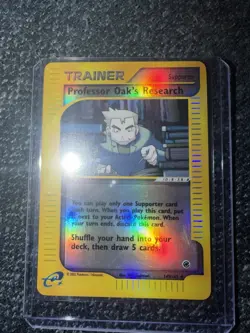 TRAINER
Supporter
Professor Oak's Research
You can play only one Supporter card
each turn. When you play this card, put
it next to your Active Pokémon. When
your turn ends, discard this card.
Shuffle your hand into your
deck, then draw 5 cards.